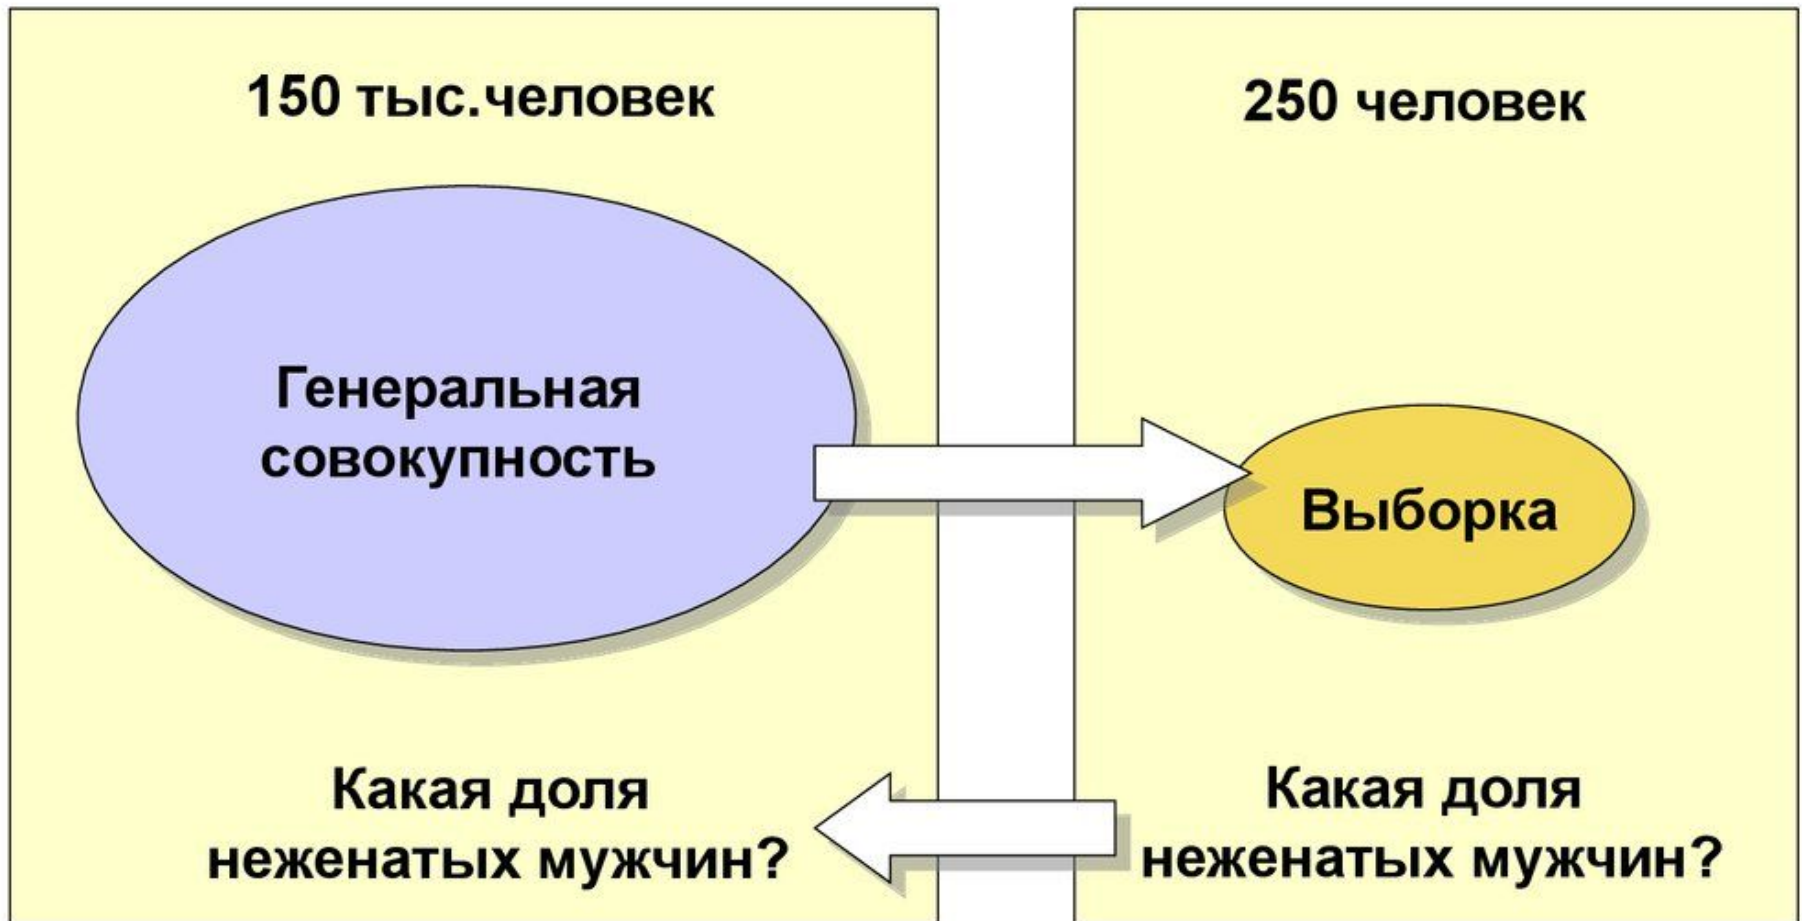 150 тыс.человек
Генеральная
совокупность
Какая доля
неженатых мужчин?
250 человек
Выборка
Какая доля
неженатых мужчин?